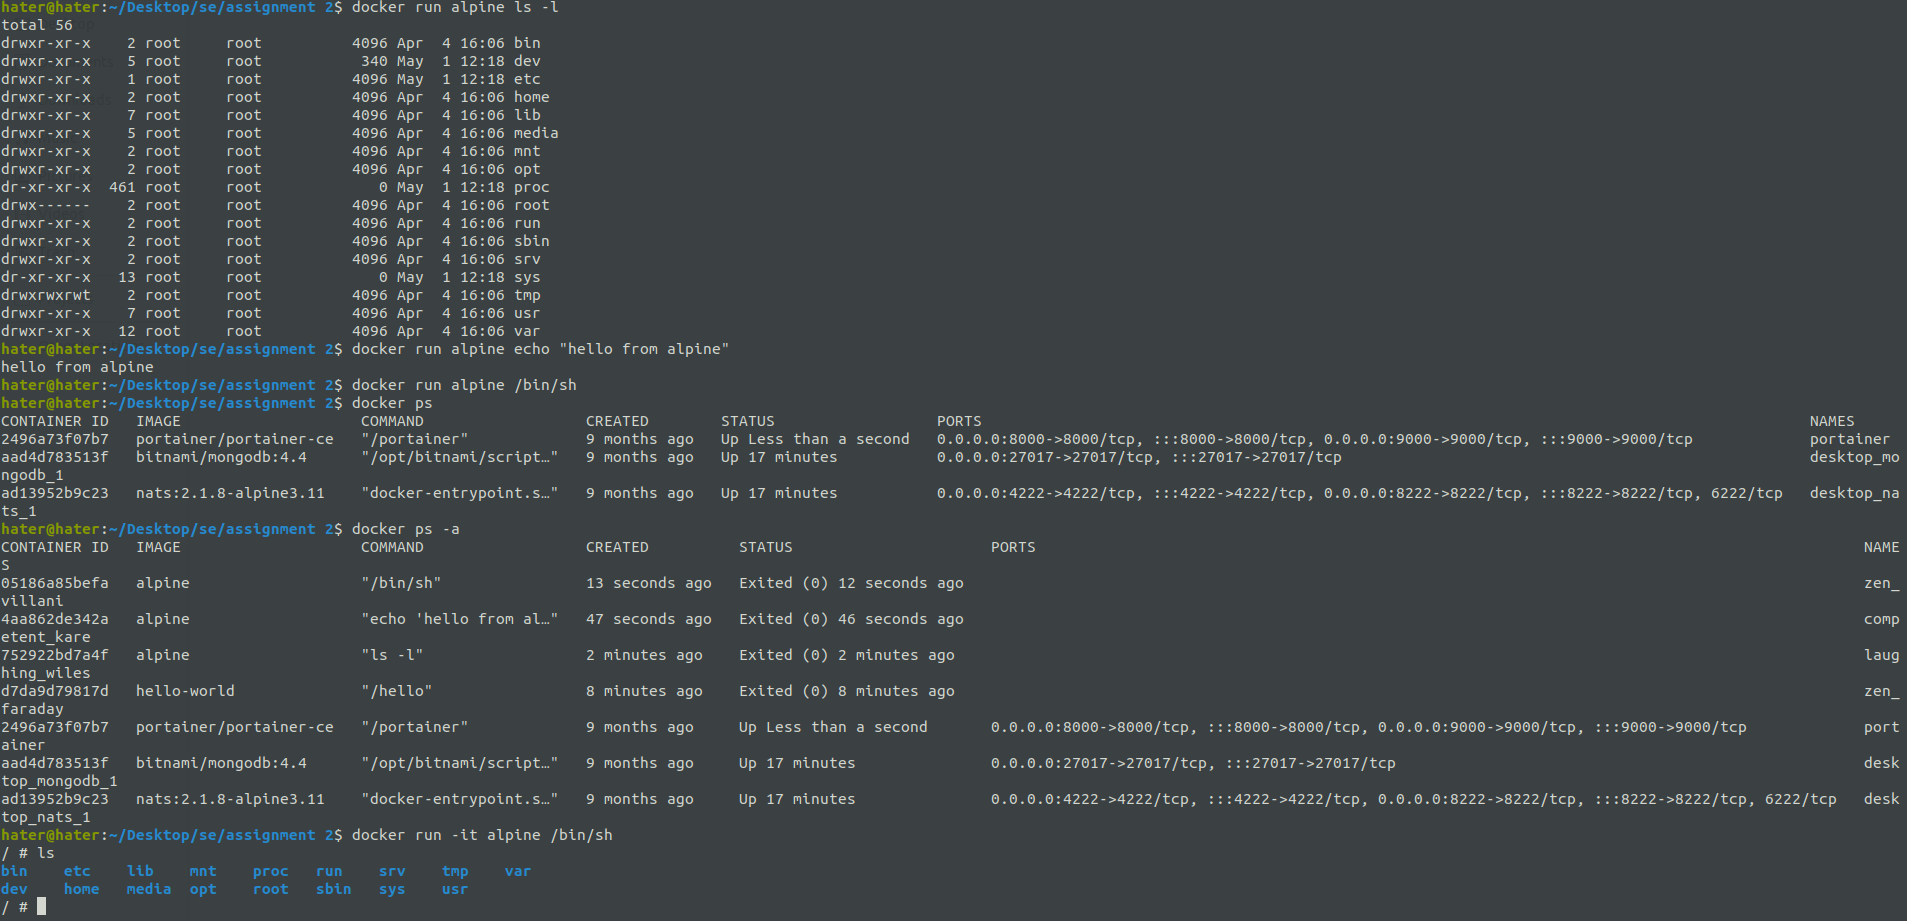 hater@hater:~/Desktop/se/assignment 2$ docker run alpine ls -l
total 56
drwxr-xr-x    2 root     root          4096 Apr  4 16:06 bin
drwxr-xr-x    5 root     root           340 May  1 12:18 dev
drwxr-xr-x    1 root     root          4096 May  1 12:18 etc
drwxr-xr-x    2 root     root          4096 Apr  4 16:06 home
drwxr-xr-x    7 root     root          4096 Apr  4 16:06 lib
drwxr-xr-x    5 root     root          4096 Apr  4 16:06 media
drwxr-xr-x    2 root     root          4096 Apr  4 16:06 mnt
drwxr-xr-x    2 root     root          4096 Apr  4 16:06 opt
dr-xr-xr-x  461 root     root             0 May  1 12:18 proc
drwx------    2 root     root          4096 Apr  4 16:06 root
drwxr-xr-x    2 root     root          4096 Apr  4 16:06 run
drwxr-xr-x    2 root     root          4096 Apr  4 16:06 sbin
drwxr-xr-x    2 root     root          4096 Apr  4 16:06 srv
dr-xr-xr-x   13 root     root             0 May  1 12:18 sys
drwxrwxrwt    2 root     root          4096 Apr  4 16:06 tmp
drwxr-xr-x    7 root     root          4096 Apr  4 16:06 usr
drwxr-xr-x   12 root     root          4096 Apr  4 16:06 var
hater@hater:~/Desktop/se/assignment 2$ docker run alpine echo "hello from alpine"
hello from alpine
hater@hater:~/Desktop/se/assignment 2$ docker run alpine /bin/sh
hater@hater:~/Desktop/se/assignment 2$ docker ps
CONTAINER ID   IMAGE                    COMMAND                  CREATED        STATUS                  PORTS                                                                                            NAMES
2496a73f07b7   portainer/portainer-ce   "/portainer"             9 months ago   Up Less than a second   0.0.0.0:8000->8000/tcp, :::8000->8000/tcp, 0.0.0.0:9000->9000/tcp, :::9000->9000/tcp             portainer
aad4d783513f   bitnami/mongodb:4.4      "/opt/bitnami/script…"   9 months ago   Up 17 minutes           0.0.0.0:27017->27017/tcp, :::27017->27017/tcp                                                    desktop_mo
ngodb_1
ad13952b9c23   nats:2.1.8-alpine3.11    "docker-entrypoint.s…"   9 months ago   Up 17 minutes           0.0.0.0:4222->4222/tcp, :::4222->4222/tcp, 0.0.0.0:8222->8222/tcp, :::8222->8222/tcp, 6222/tcp   desktop_na
ts_1
hater@hater:~/Desktop/se/assignment 2$ docker ps -a
CONTAINER ID   IMAGE                    COMMAND                  CREATED          STATUS                      PORTS                                                                                            NAME
S
05186a85befa   alpine                   "/bin/sh"                13 seconds ago   Exited (0) 12 seconds ago                                                                                                    zen_
villani
4aa862de342a   alpine                   "echo 'hello from al…"   47 seconds ago   Exited (0) 46 seconds ago                                                                                                    comp
etent_kare
752922bd7a4f   alpine                   "ls -l"                  2 minutes ago    Exited (0) 2 minutes ago                                                                                                     laug
hing_wiles
d7da9d79817d   hello-world              "/hello"                 8 minutes ago    Exited (0) 8 minutes ago                                                                                                     zen_
faraday
2496a73f07b7   portainer/portainer-ce   "/portainer"             9 months ago     Up Less than a second       0.0.0.0:8000->8000/tcp, :::8000->8000/tcp, 0.0.0.0:9000->9000/tcp, :::9000->9000/tcp             port
ainer
aad4d783513f   bitnami/mongodb:4.4      "/opt/bitnami/script…"   9 months ago     Up 17 minutes               0.0.0.0:27017->27017/tcp, :::27017->27017/tcp                                                    desk
top_mongodb_1
ad13952b9c23   nats:2.1.8-alpine3.11    "docker-entrypoint.s…"   9 months ago     Up 17 minutes               0.0.0.0:4222->4222/tcp, :::4222->4222/tcp, 0.0.0.0:8222->8222/tcp, :::8222->8222/tcp, 6222/tcp   desk
top_nats_1
hater@hater:~/Desktop/se/assignment 2$ docker run -it alpine /bin/sh
/ # ls
bin    etc    lib    mnt    proc   run    srv    tmp    var
dev    home   media  opt    root   sbin   sys    usr
/ #